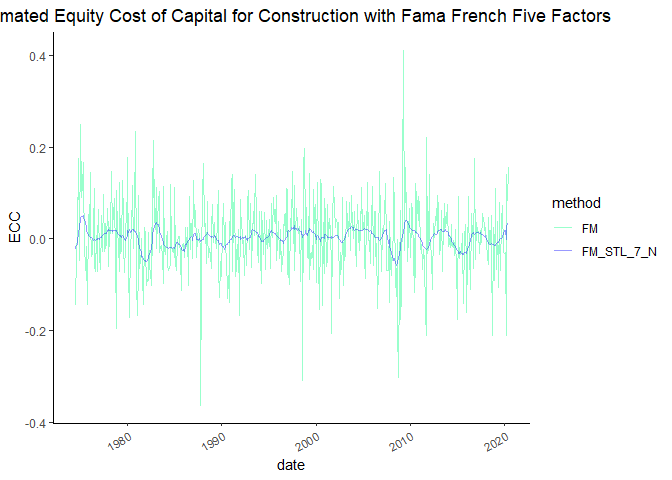 mated Equity Cost of Capital for Construction with Fama French Five Factors
0.4
0.2
0.0
-0.2
-0.4
ECC
1980
1990
2000
2010
2020
date
method
FM
FM_STL_7_N